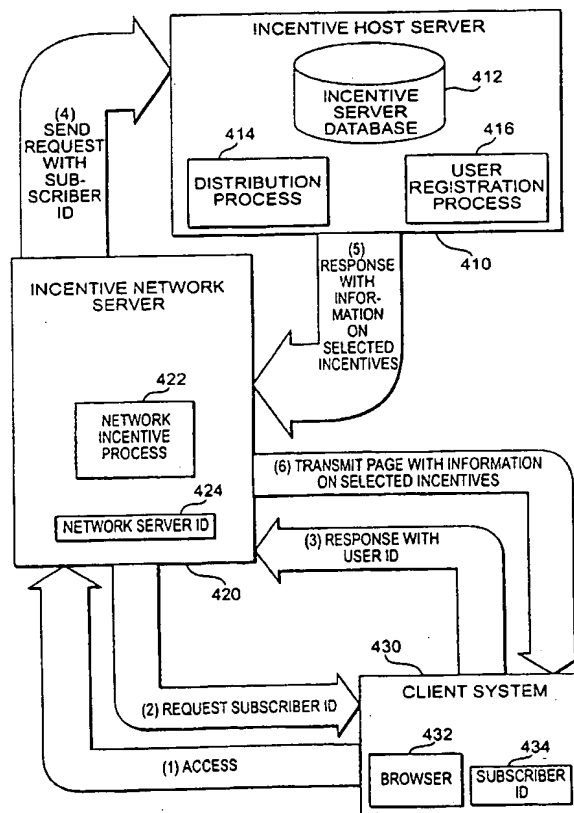 INCENTIVE HOST SERVER
INCENTIVE
SERVER
DATABASE
412
414
DISTRIBUTION
PROCESS
416
USER
REGISTRATION
PROCESS
410
(4)
SEND
REQUEST
WITH
SUB-
SCRIBER
ID
(5)
RESPONSE
WITH
INFOR-
MATION
ON
SELECTED
INCENTIVES
INCENTIVE NETWORK
SERVER
422
NETWORK
INCENTIVE
PROCESS
424
NETWORK SERVER ID
420
(6) TRANSMIT PAGE WITH INFORMATION
ON SELECTED INCENTIVES
(3) RESPONSE WITH
USER ID
430
(2) REQUEST SUBSCRIBER ID
(1) ACCESS
CLIENT SYSTEM
432
BROWSER
434
SUBSCRIBER
ID